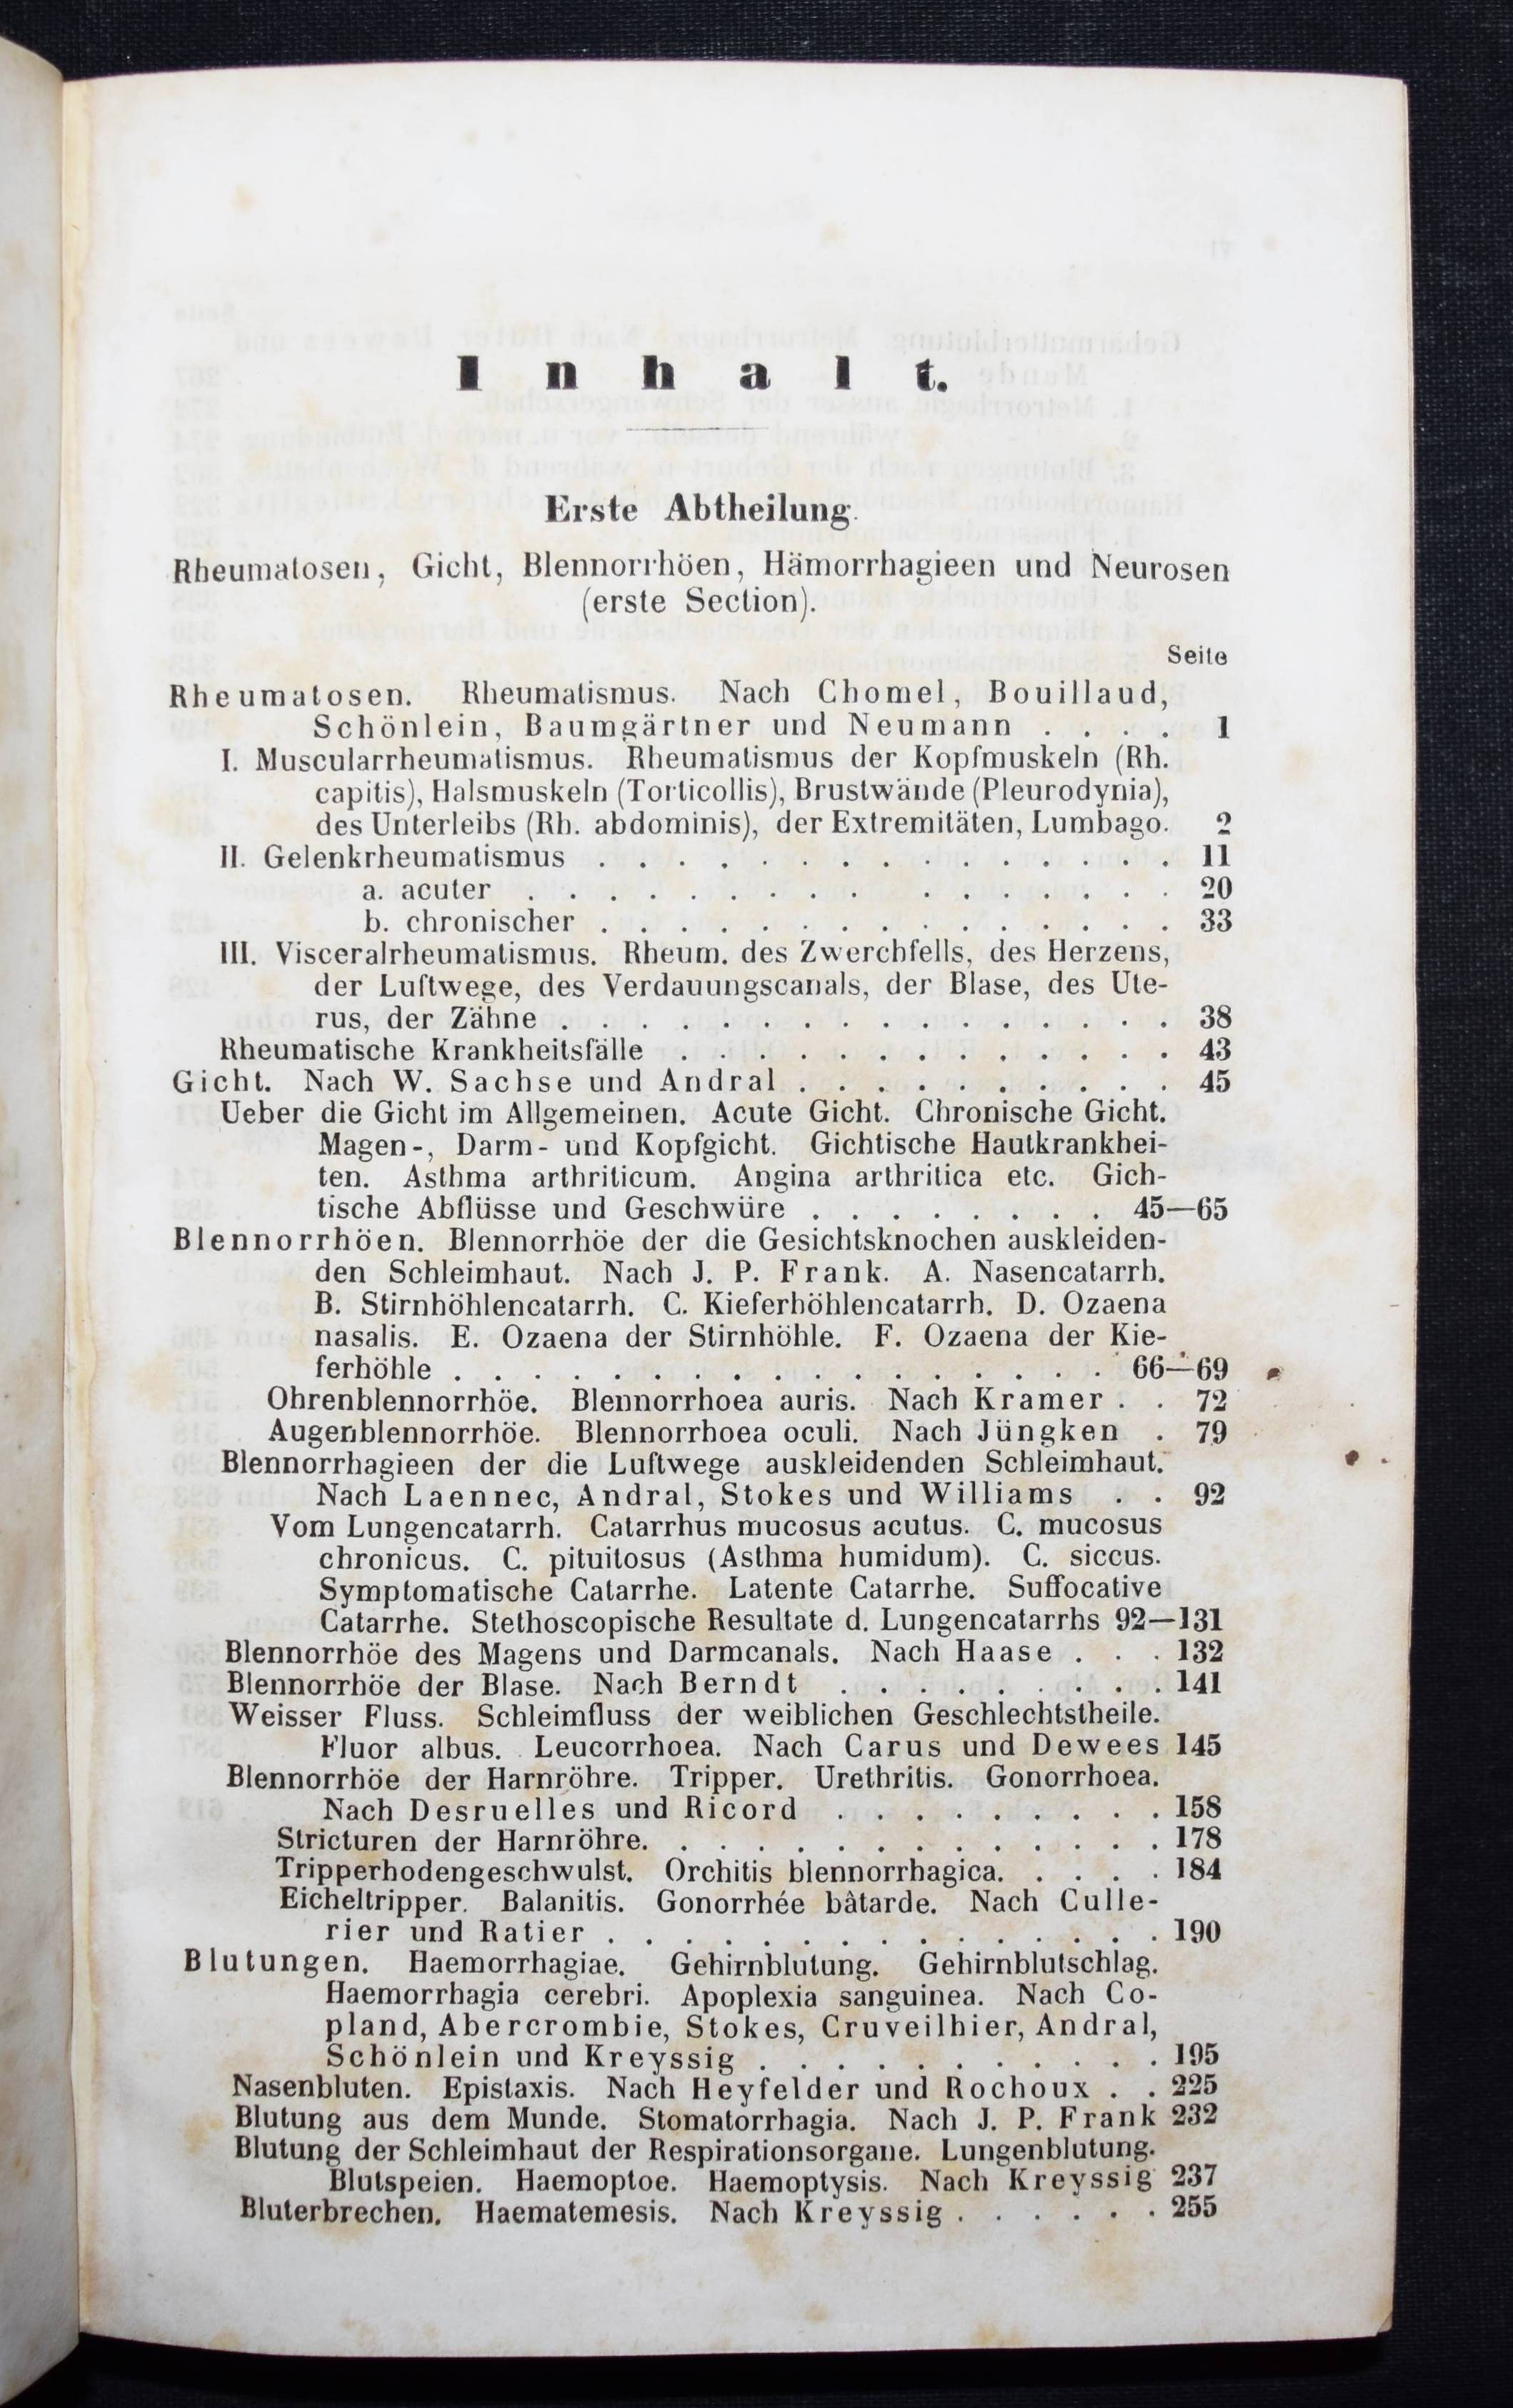 Inhalt.
Erste Abtheilung.
Rheumatosen, Gicht, Blennorrhöen, Hämorrhagieen und Neurosen
(erste Section).
Seite
Rheumatosen. Rheumatismus. Nach Chomel, Bouillaud,
Schönlein, Baumgärtner und Neumann . . . . 1
I. Muscularrheumatismus. Rheumatismus der Kopfmuskeln (Rh.
capitis), Halsmuskeln (Torticollis), Brustwände (Pleurodynia),
des Unterleibs (Rh. abdominis), der Extremitäten, Lumbago. 2
II. Gelenkrheumatismus . . . . . . . . . . . . . . . 11
a. acuter . . . . . . . . . . . . . . . . 20
b. chronischer . . . . . . . . . . . . . . . 33
III. Visceralrheumatismus. Rheum. des Zwerchfells, des Herzens,
der Luftwege, des Verdauungscanals, der Blase, des Ute-
rus, der Zähne . . . . . . . . . . . . . . . . 38
Rheumatische Krankheitsfälle . . . . . . . . . . . . . 43
Gicht. Nach W. Sachse und Andral . . . . . . . . . . 45
Ueber die Gicht im Allgemeinen. Acute Gicht. Chronische Gicht.
Magen-, Darm- und Kopfgicht. Gichtische Hautkrankhei-
ten. Asthma arthriticum. Angina arthritica etc. Gich-
tische Abflüsse und Geschwüre . . . . . . . . 45—65
Blennorrhöen. Blennorrhöe der die Gesichtsknochen auskleiden-
den Schleimhaut. Nach J. P. Frank. A. Nasencatarrh.
B. Stirnhöhlencatarrh. C. Kieferhöhlencatarrh. D. Ozaena
nasalis. E. Ozaena der Stirnhöhle. F. Ozaena der Kie-
ferhöhle . . . . . . . . . . . . . . . . . 66—69
Ohrenblennorrhöe. Blennorrhoea auris. Nach Kramer . . 72
Augenblennorrhöe. Blennorrhoea oculi. Nach Jüngken . 79
Blennorrhagieen der die Luftwege auskleidenden Schleimhaut.
Nach Laennec, Andral, Stokes und Williams . . 92
Vom Lungencatarrh. Catarrhus mucosus acutus. C. mucosus
chronicus. C. pituitosus (Asthma humidum). C. siccus.
Symptomatische Catarrhe. Latente Catarrhe. Suffocative
Catarrhe. Stethoscopische Resultate d. Lungencatarrhs 92—131
Blennorrhöe des Magens und Darmcanals. Nach Haase . . . 132
Blennorrhöe der Blase. Nach Berndt . . . . . . . . . 141
Weisser Fluss. Schleimfluss der weiblichen Geschlechtstheile.
Fluor albus. Leucorrhoea. Nach Carus und Dewees 145
Blennorrhöe der Harnröhre. Tripper. Urethritis. Gonorrhoea.
Nach Desruelles und Ricord . . . . . . . . . 158
Stricturen der Harnröhre. . . . . . . . . . . . . . 178
Tripperhodengeschwulst. Orchitis blennorrhagica. . . . . 184
Eicheltripper. Balanitis. Gonorrhée bâtarde. Nach Culle-
rier und Ratier . . . . . . . . . . . . . . . 190
Blutungen. Haemorrhagiae. Gehirnblutung. Gehirnblutschlag.
Haemorrhagia cerebri. Apoplexia sanguinea. Nach Co-
pland, Abercrombie, Stokes, Cruveilhier, Andral,
Schönlein und Kreyssig . . . . . . . . . . . 195
Nasenbluten. Epistaxis. Nach Heyfelder und Rochoux . . 225
Blutung aus dem Munde. Stomatorrhagia. Nach J. P. Frank 232
Blutung der Schleimhaut der Respirationsorgane. Lungenblutung.
Blutspeien. Haemoptoe. Haemoptysis. Nach Kreyssig 237
Bluterbrechen. Haematemesis. Nach Kreyssig . . . . . . 255